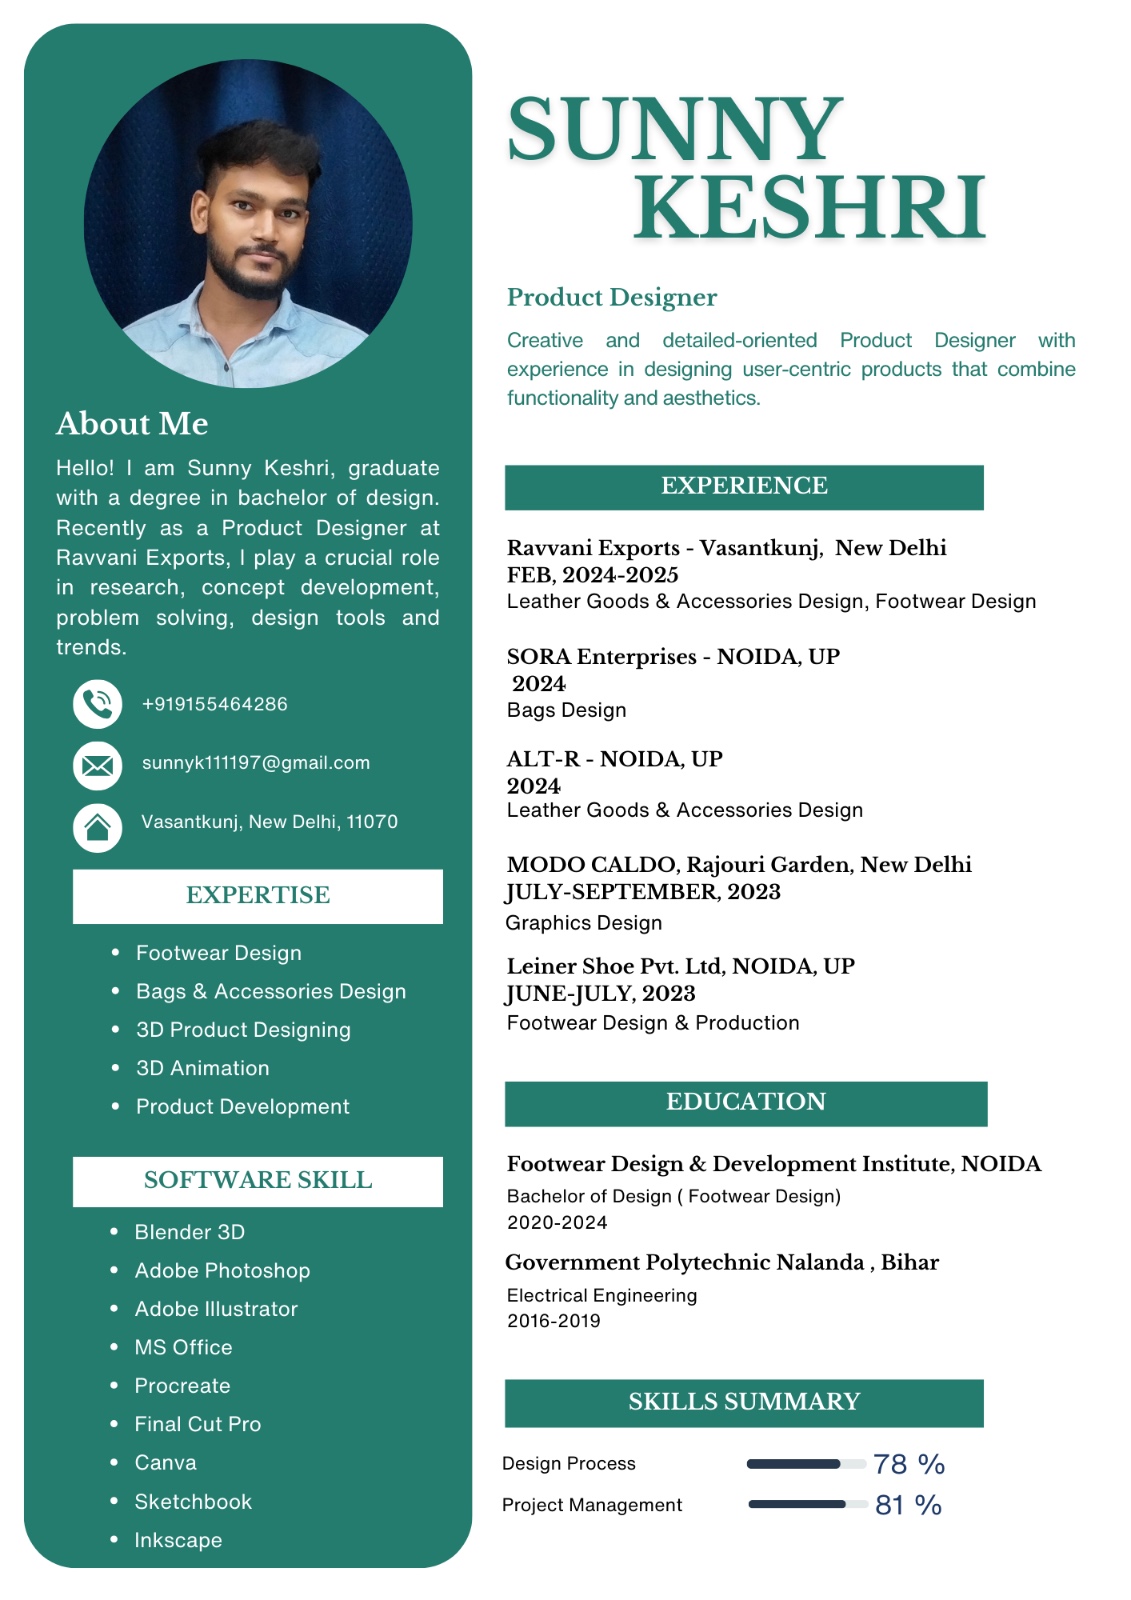 SUNNY
KESHRI
Product Designer
Creative and detailed-oriented Product Designer with
experience in designing user-centric products that combine
functionality and aesthetics.
About Me
Hello! I am Sunny Keshri, graduate
with a degree in bachelor of design.
Recently as a Product Designer at
Ravvani Exports, I play a crucial role
in research, concept development,
problem solving, design tools and
trends.
+919155464286
sunnyk111197@gmail.com
Vasantkunj, New Delhi, 11070
EXPERTISE
• Footwear Design
• Bags & Accessories Design
• 3D Product Designing
• 3D Animation
• Product Development
SOFTWARE SKILL
• Blender 3D
• Adobe Photoshop
• Adobe Illustrator
• MS Office
• Procreate
• Final Cut Pro
• Canva
• Sketchbook
• Inkscape
EXPERIENCE
Ravvani Exports - Vasantkunj, New Delhi
FEB, 2024-2025
Leather Goods & Accessories Design, Footwear Design
SORA Enterprises - NOIDA, UP
2024
Bags Design
ALT-R - NOIDA, UP
2024
Leather Goods & Accessories Design
MODO CALDO, Rajouri Garden, New Delhi
JULY-SEPTEMBER, 2023
Graphics Design
Leiner Shoe Pvt. Ltd, NOIDA, UP
JUNE-JULY, 2023
Footwear Design & Production
EDUCATION
Footwear Design & Development Institute, NOIDA
Bachelor of Design ( Footwear Design)
2020-2024
Government Polytechnic Nalanda , Bihar
Electrical Engineering
2016-2019
SKILLS SUMMARY
Design Process 78 %
Project Management 81 %